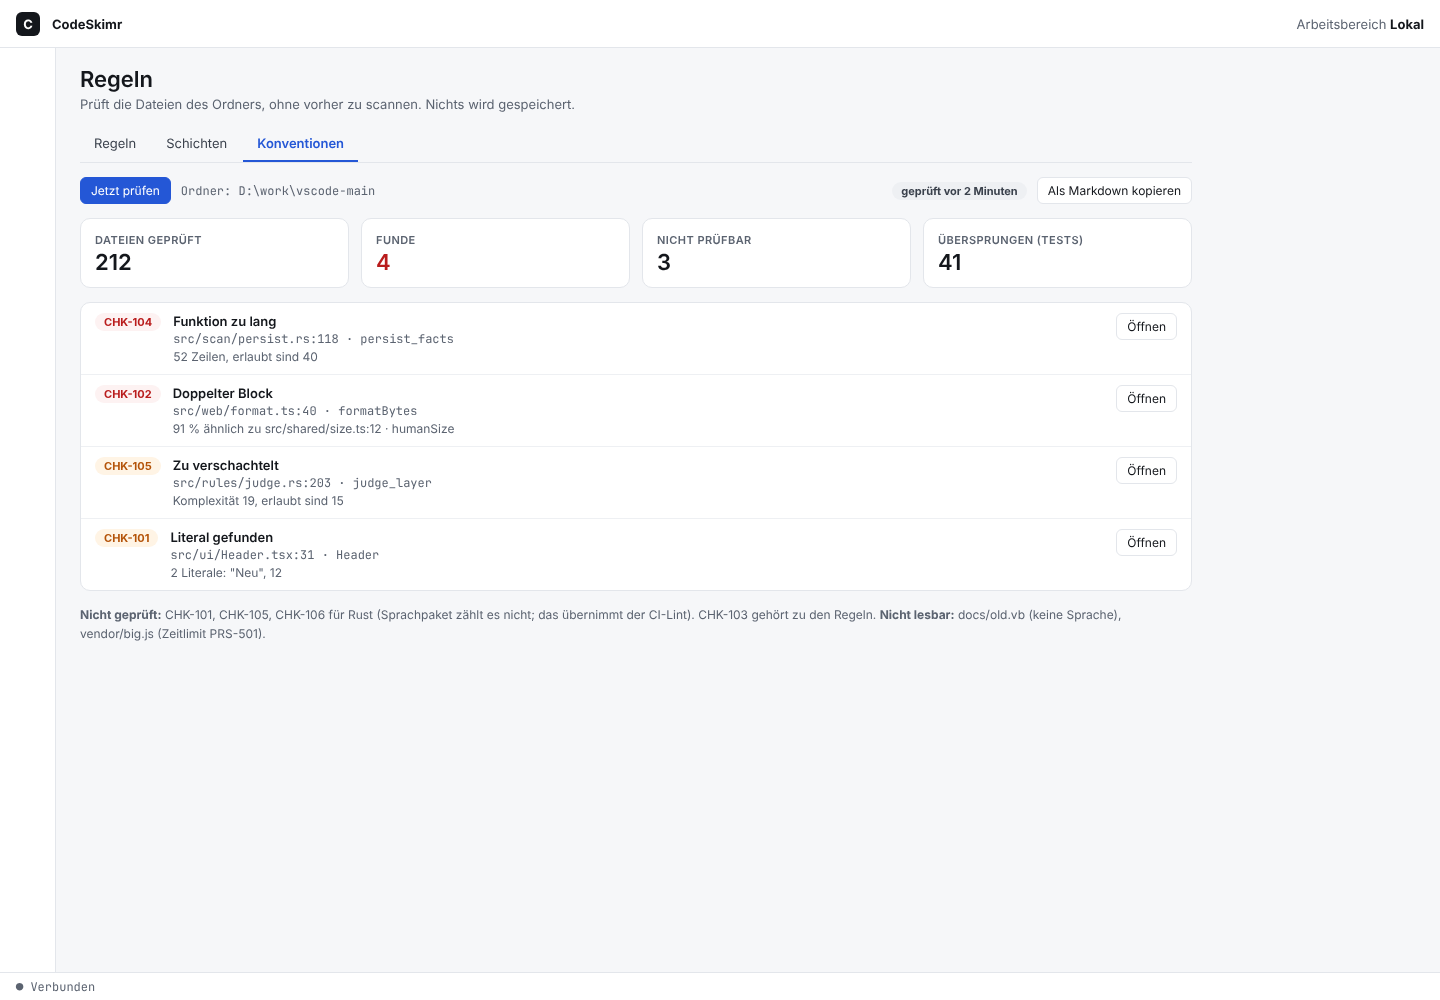 C CodeSkimr
Arbeitsbereich Lokal
Regeln
Prüft die Dateien des Ordners, ohne vorher zu scannen. Nichts wird gespeichert.
Regeln Schichten Konventionen
Jetzt prüfen Ordner: D:\work\vscode-main geprüft vor 2 Minuten Als Markdown kopieren
DATEIEN GEPRÜFT
212
FUNDE
4
NICHT PRÜFBAR
3
ÜBERSPRUNGEN (TESTS)
41
CHK-104 Funktion zu lang Öffnen
src/scan/persist.rs:118 · persist_facts
52 Zeilen, erlaubt sind 40
CHK-102 Doppelter Block Öffnen
src/web/format.ts:40 · formatBytes
91 % ähnlich zu src/shared/size.ts:12 · humanSize
CHK-105 Zu verschachtelt Öffnen
src/rules/judge.rs:203 · judge_layer
Komplexität 19, erlaubt sind 15
CHK-101 Literal gefunden Öffnen
src/ui/Header.tsx:31 · Header
2 Literale: "Neu", 12
Nicht geprüft: CHK-101, CHK-105, CHK-106 für Rust (Sprachpaket zählt es nicht; das übernimmt der CI-Lint). CHK-103 gehört zu den Regeln. Nicht lesbar: docs/old.vb (keine Sprache),
vendor/big.js (Zeitlimit PRS-501).
Verbunden